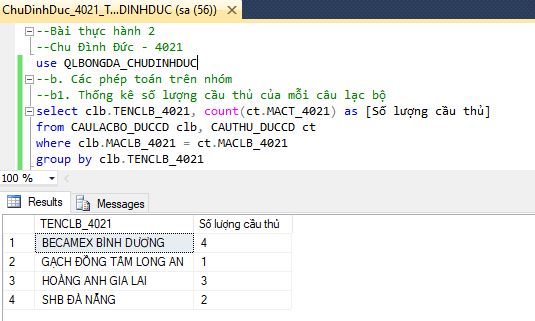 ChuDinhDuc_4021_T...DINHDUC (sa (56))
--Bài thực hành 2
--Chu Đình Đức - 4021
use QLBONGDA_CHUDINHDUC
--b. Các phép toán trên nhóm
--b1. Thống kê số lượng cầu thủ của mỗi câu lạc bộ
select clb.TENCLB_4021, count(ct.MACT_4021) as [Số lượng cầu thủ]
from CAULACBO_DUCCD clb, CAUTHU_DUCCD ct
where clb.MACLB_4021 = ct.MACLB_4021
group by clb.TENCLB_4021
100 %
Results Messages
TENCLB_4021 Số lượng cầu thủ
1 BECAMEX BÌNH DƯƠNG 4
2 GẠCH ĐỒNG TÂM LONG AN 1
3 HOÀNG ANH GIA LAI 3
4 SHB ĐÀ NẴNG 2